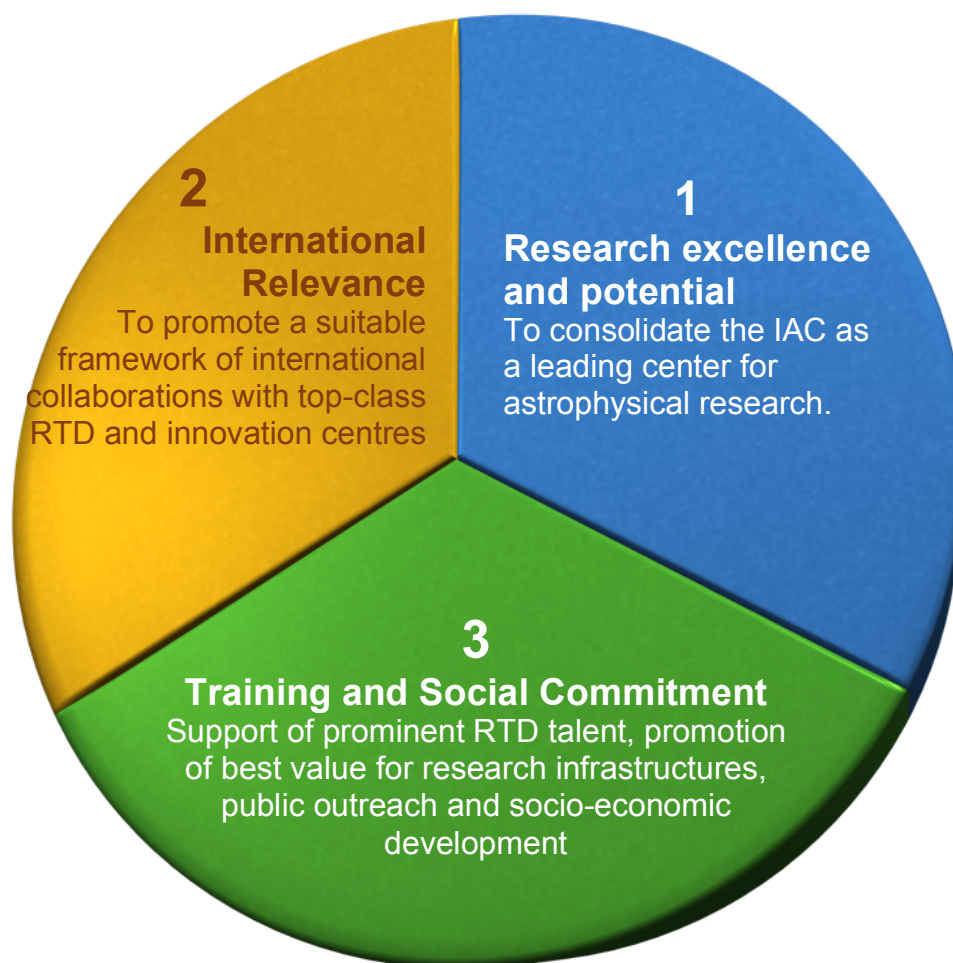 1
Research excellence
and potential
To consolidate the IAC as
a leading center for
astrophysical research.
2
International
Relevance
To promote a suitable
framework of international
collaborations with top-class
RTD and innovation centres
3
Training and Social Commitment
Support of prominent RTD talent, promotion
of best value for research infrastructures,
public outreach and socio-economic
development